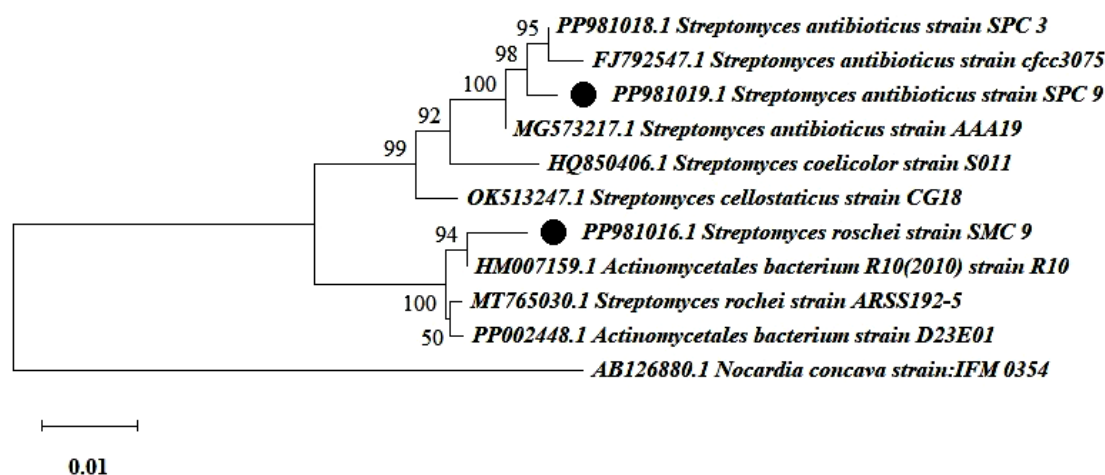 95 PP981018.1 Streptomyces antibioticus strain SPC 3
98 FJ792547.1 Streptomyces antibioticus strain cfcc3075
100 PP981019.1 Streptomyces antibioticus strain SPC 9
92 MG573217.1 Streptomyces antibioticus strain AAA19
99 HQ850406.1 Streptomyces coelicolor strain S011
OK513247.1 Streptomyces cellostaticus strain CG18
94 PP981016.1 Streptomyces roschei strain SMC 9
HM007159.1 Actinomycetales bacterium R10(2010) strain R10
100 MT765030.1 Streptomyces rochei strain ARSS192-5
50 PP002448.1 Actinomycetales bacterium strain D23E01
AB126880.1 Nocardia concava strain:IFM 0354
0.01